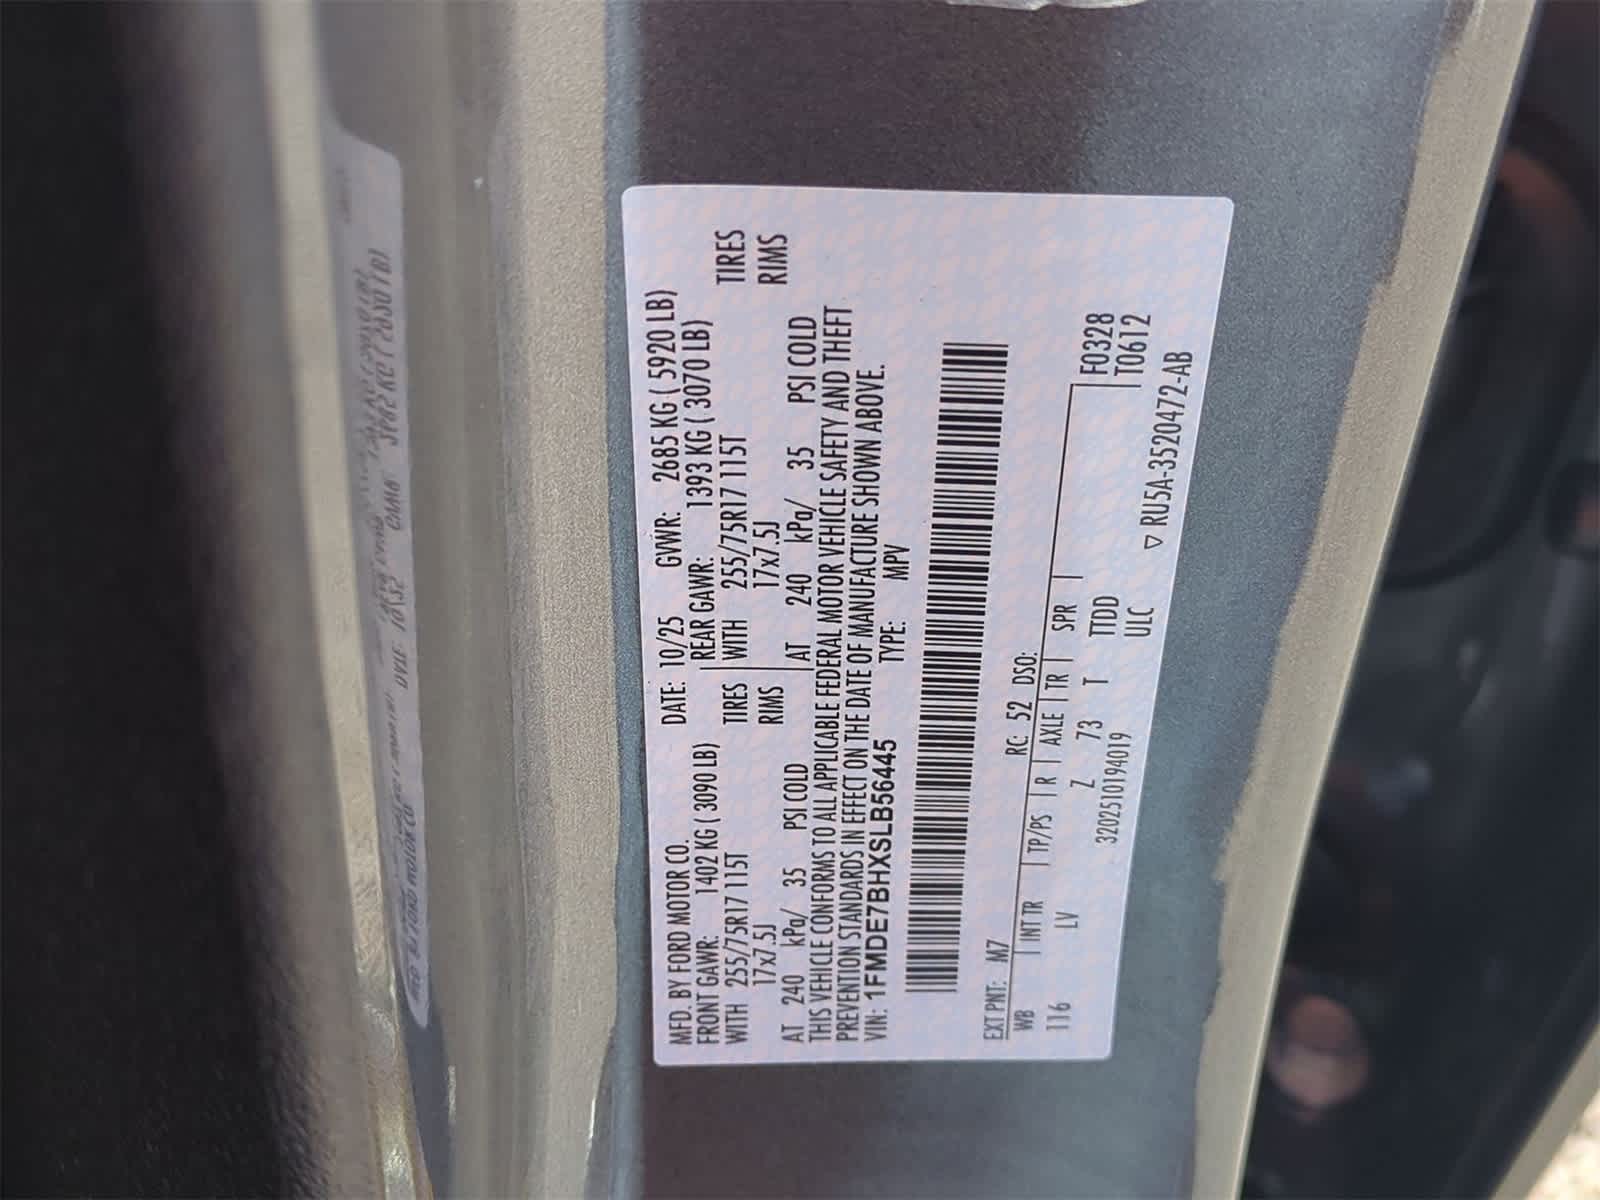 MFD. BY FORD MOTOR CO. DATE: 10/25 GVWR: 2685 KG ( 5920 LB)
FRONT GAWR: 1402 KG ( 3090 LB) REAR GAWR: 1393 KG ( 3070 LB)
WITH 255/75R17 115T TIRES WITH 255/75R17 115T TIRES
17x7.5J RIMS 17x7.5J RIMS
AT 240 kPa/ 35 PSI COLD AT 240 kPa/ 35 PSI COLD
THIS VEHICLE CONFORMS TO ALL APPLICABLE FEDERAL MOTOR VEHICLE SAFETY AND THEFT
PREVENTION STANDARDS IN EFFECT ON THE DATE OF MANUFACTURE SHOWN ABOVE.
VIN: 1FMDE7BHXSLB56445 TYPE: MPV
EXT PNT: M7 RC: 52 DSO:
WB INT TR TP/PS R AXLE TR SPR F0328
116 LV Z 73 T TTDD T0612
ULC
3202510194019 ▽ RU5A-3520472-AB